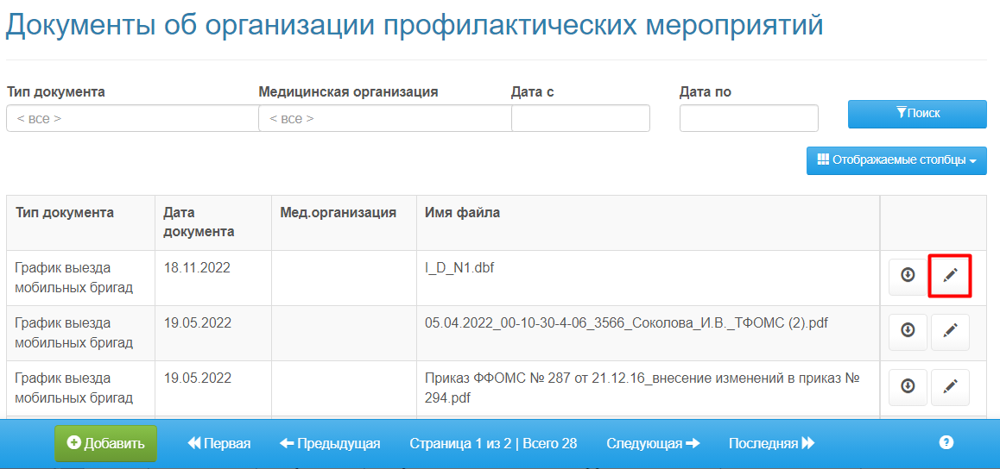 Документы об организации профилактических мероприятий
Тип документа Медицинская организация Дата с Дата по
< все > < все > Поиск
Отображаемые столбцы
Тип документа Дата документа Мед.организация Имя файла
График выезда 18.11.2022 I_D_N1.dbf
мобильных бригад
График выезда 19.05.2022 05.04.2022_00-10-30-4-06_3566_Соколова_И.В._ТФОМС (2).pdf
мобильных бригад
График выезда 19.05.2022 Приказ ФФОМС № 287 от 21.12.16_внесение изменений в приказ №
мобильных бригад 294.pdf
Добавить Первая Предыдущая Страница 1 из 2 | Всего 28 Следующая Последняя ?